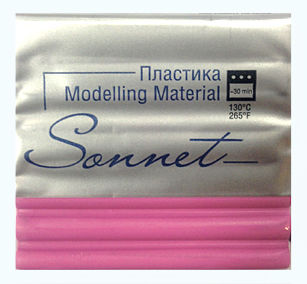 Пластика
Modelling Material
~30 min
130°C
265°F
Sonnet